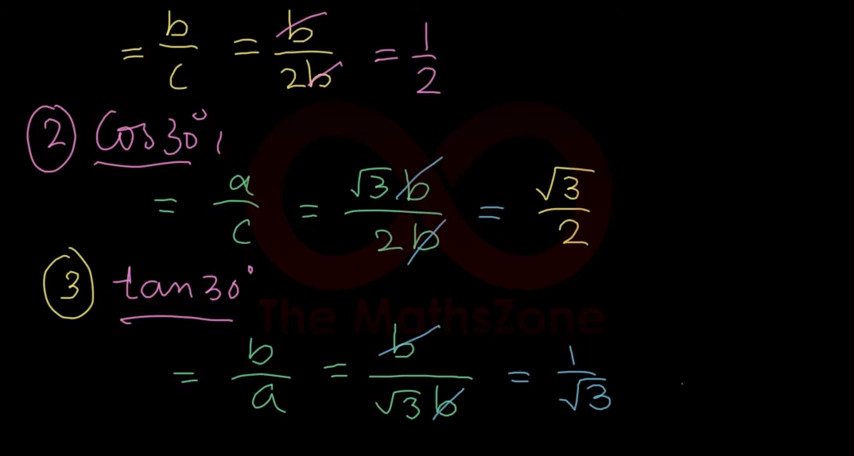 = b/c = b/2b = 1/2
② Cos30°,
= a/c = √3b/2b = √3/2
③ tan30°
The MathsZone
= b/a = b/√3b = 1/√3